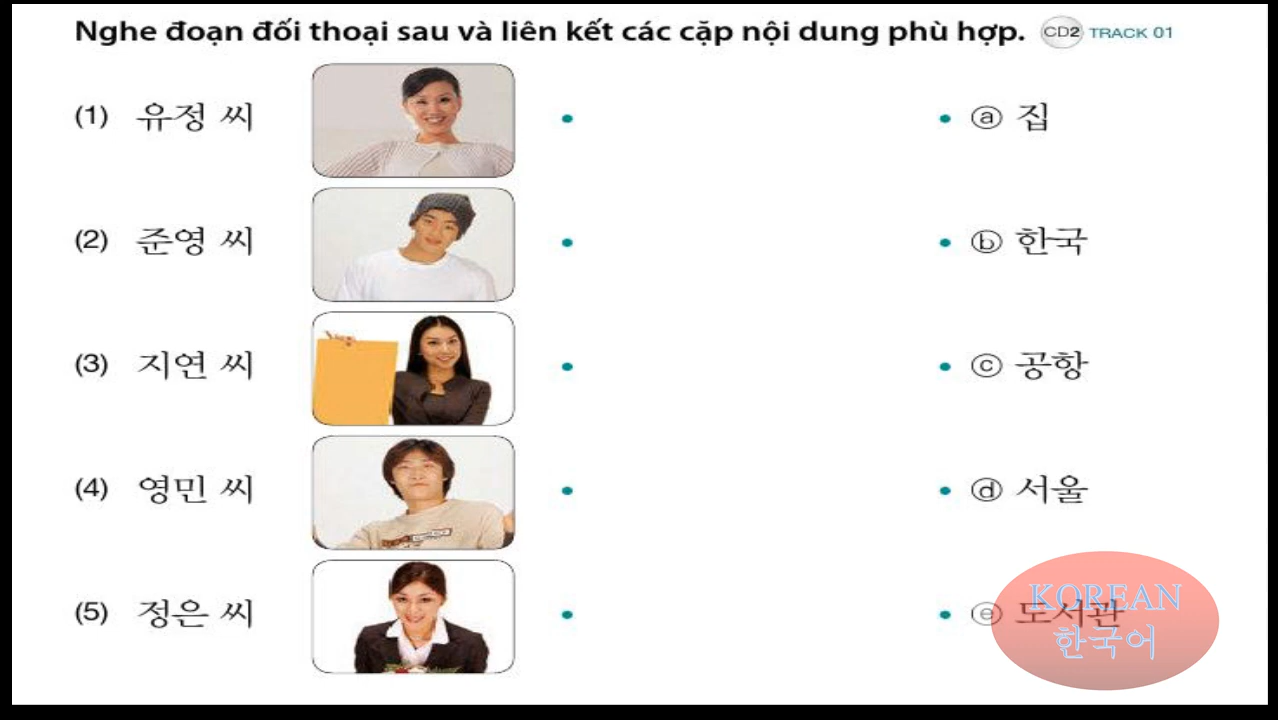 Nghe đoạn đối thoại sau và liên kết các cặp nội dung phù hợp. CD2 TRACK 01
(1) 유정 씨 • • ⓐ 집
(2) 준영 씨 • • ⓑ 한국
(3) 지연 씨 • • ⓒ 공항
(4) 영민 씨 • • ⓓ 서울
(5) 정은 씨 • • ⓔ 도서관
KOREAN
한국어